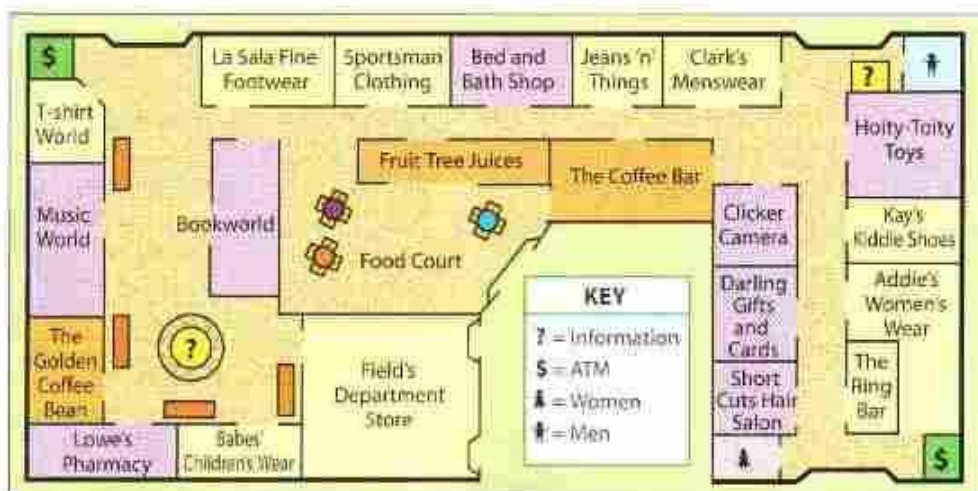 $
La Sala Fine
Footwear
Sportsman
Clothing
Bed and
Bath Shop
Jeans 'n'
Things
Clark's
Menswear
?
T-shirt
World
Hoity-Toity
Toys
Fruit Tree Juices
The Coffee Bar
Music
World
Bookworld
Clicker
Camera
Kay's
Kiddie Shoes
Food Court
Darling
Gifts
and
Cards
Addie's
Women's
Wear
The
Golden
Coffee
Bean
?
Field's
Department
Store
KEY
? = Information
$ = ATM
= Women
= Men
Short
Cuts Hair
Salon
The
Ring
Bar
Lowe's
Pharmacy
Babes'
Children's Wear
$